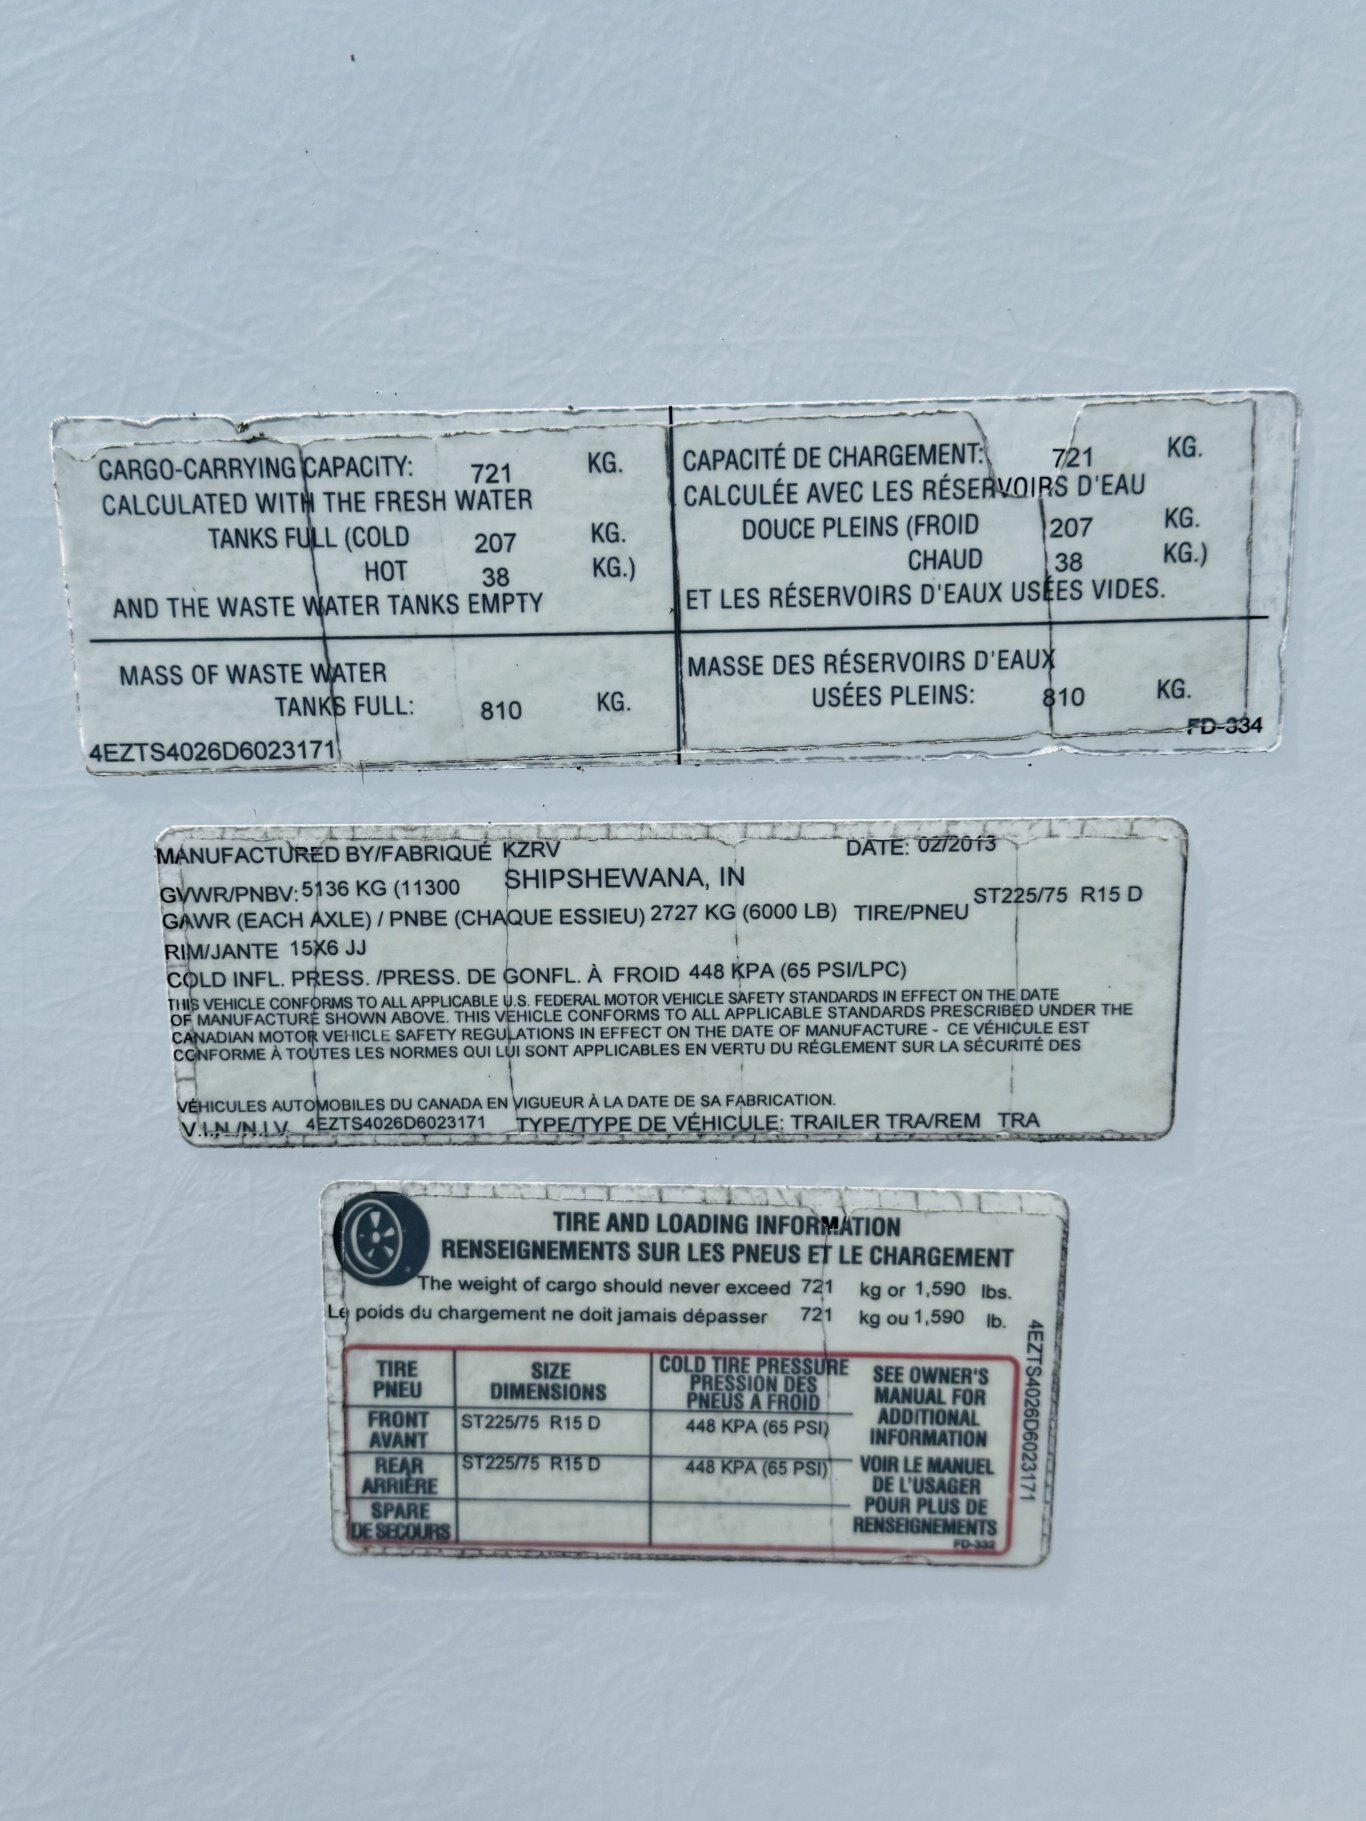 CARGO-CARRYING CAPACITY: 721 KG.
CALCULATED WITH THE FRESH WATER
TANKS FULL (COLD 207 KG.
HOT 38 KG.)
AND THE WASTE WATER TANKS EMPTY
MASS OF WASTE WATER
TANKS FULL: 810 KG.
4EZTS4026D6023171
CAPACITÉ DE CHARGEMENT: 721 KG.
CALCULÉE AVEC LES RÉSERVOIRS D'EAU
DOUCE PLEINS (FROID 207 KG.
CHAUD 38 KG.)
ET LES RÉSERVOIRS D'EAUX USÉES VIDES.
MASSE DES RÉSERVOIRS D'EAUX
USÉES PLEINS: 810 KG.
FD-334
MANUFACTURED BY/FABRIQUÉ KZRV DATE: 02/2013
SHIPSHEWANA, IN
GVWR/PNBV: 5136 KG (11300
GAWR (EACH AXLE) / PNBE (CHAQUE ESSIEU) 2727 KG (6000 LB) TIRE/PNEU ST225/75 R15 D
RIM/JANTE 15X6 JJ
COLD INFL. PRESS. /PRESS. DE GONFL. À FROID 448 KPA (65 PSI/LPC)
THIS VEHICLE CONFORMS TO ALL APPLICABLE U.S. FEDERAL MOTOR VEHICLE SAFETY STANDARDS IN EFFECT ON THE DATE
OF MANUFACTURE SHOWN ABOVE. THIS VEHICLE CONFORMS TO ALL APPLICABLE STANDARDS PRESCRIBED UNDER THE
CANADIAN MOTOR VEHICLE SAFETY REGULATIONS IN EFFECT ON THE DATE OF MANUFACTURE - CE VÉHICULE EST
CONFORME À TOUTES LES NORMES QUI LUI SONT APPLICABLES EN VERTU DU RÉGLEMENT SUR LA SÉCURITÉ DES
VÉHICULES AUTOMOBILES DU CANADA EN VIGUEUR À LA DATE DE SA FABRICATION.
V.I.N./N.I.V. 4EZTS4026D6023171 TYPE/TYPE DE VÉHICULE: TRAILER TRA/REM TRA
TIRE AND LOADING INFORMATION
RENSEIGNEMENTS SUR LES PNEUS ET LE CHARGEMENT
The weight of cargo should never exceed 721 kg or 1,590 lbs.
Le poids du chargement ne doit jamais dépasser 721 kg ou 1,590 lb.
TIRE
PNEU
SIZE
DIMENSIONS
COLD TIRE PRESSURE
PRESSION DES
PNEUS A FROID
FRONT
AVANT
ST225/75 R15 D
448 KPA (65 PSI)
REAR
ARRIÈRE
ST225/75 R15 D
448 KPA (65 PSI)
SPARE
DE SECOURS
SEE OWNER'S
MANUAL FOR
ADDITIONAL
INFORMATION
VOIR LE MANUEL
DE L'USAGER
POUR PLUS DE
RENSEIGNEMENTS
FD-332
4EZTS4026D6023171